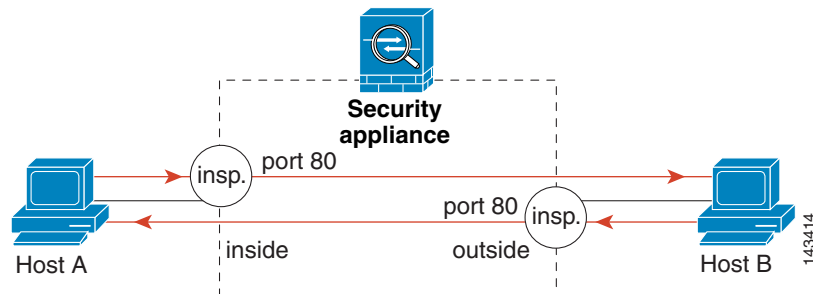 Security
appliance
insp.
port 80
port 80
insp.
inside
outside
Host A
Host B
143414